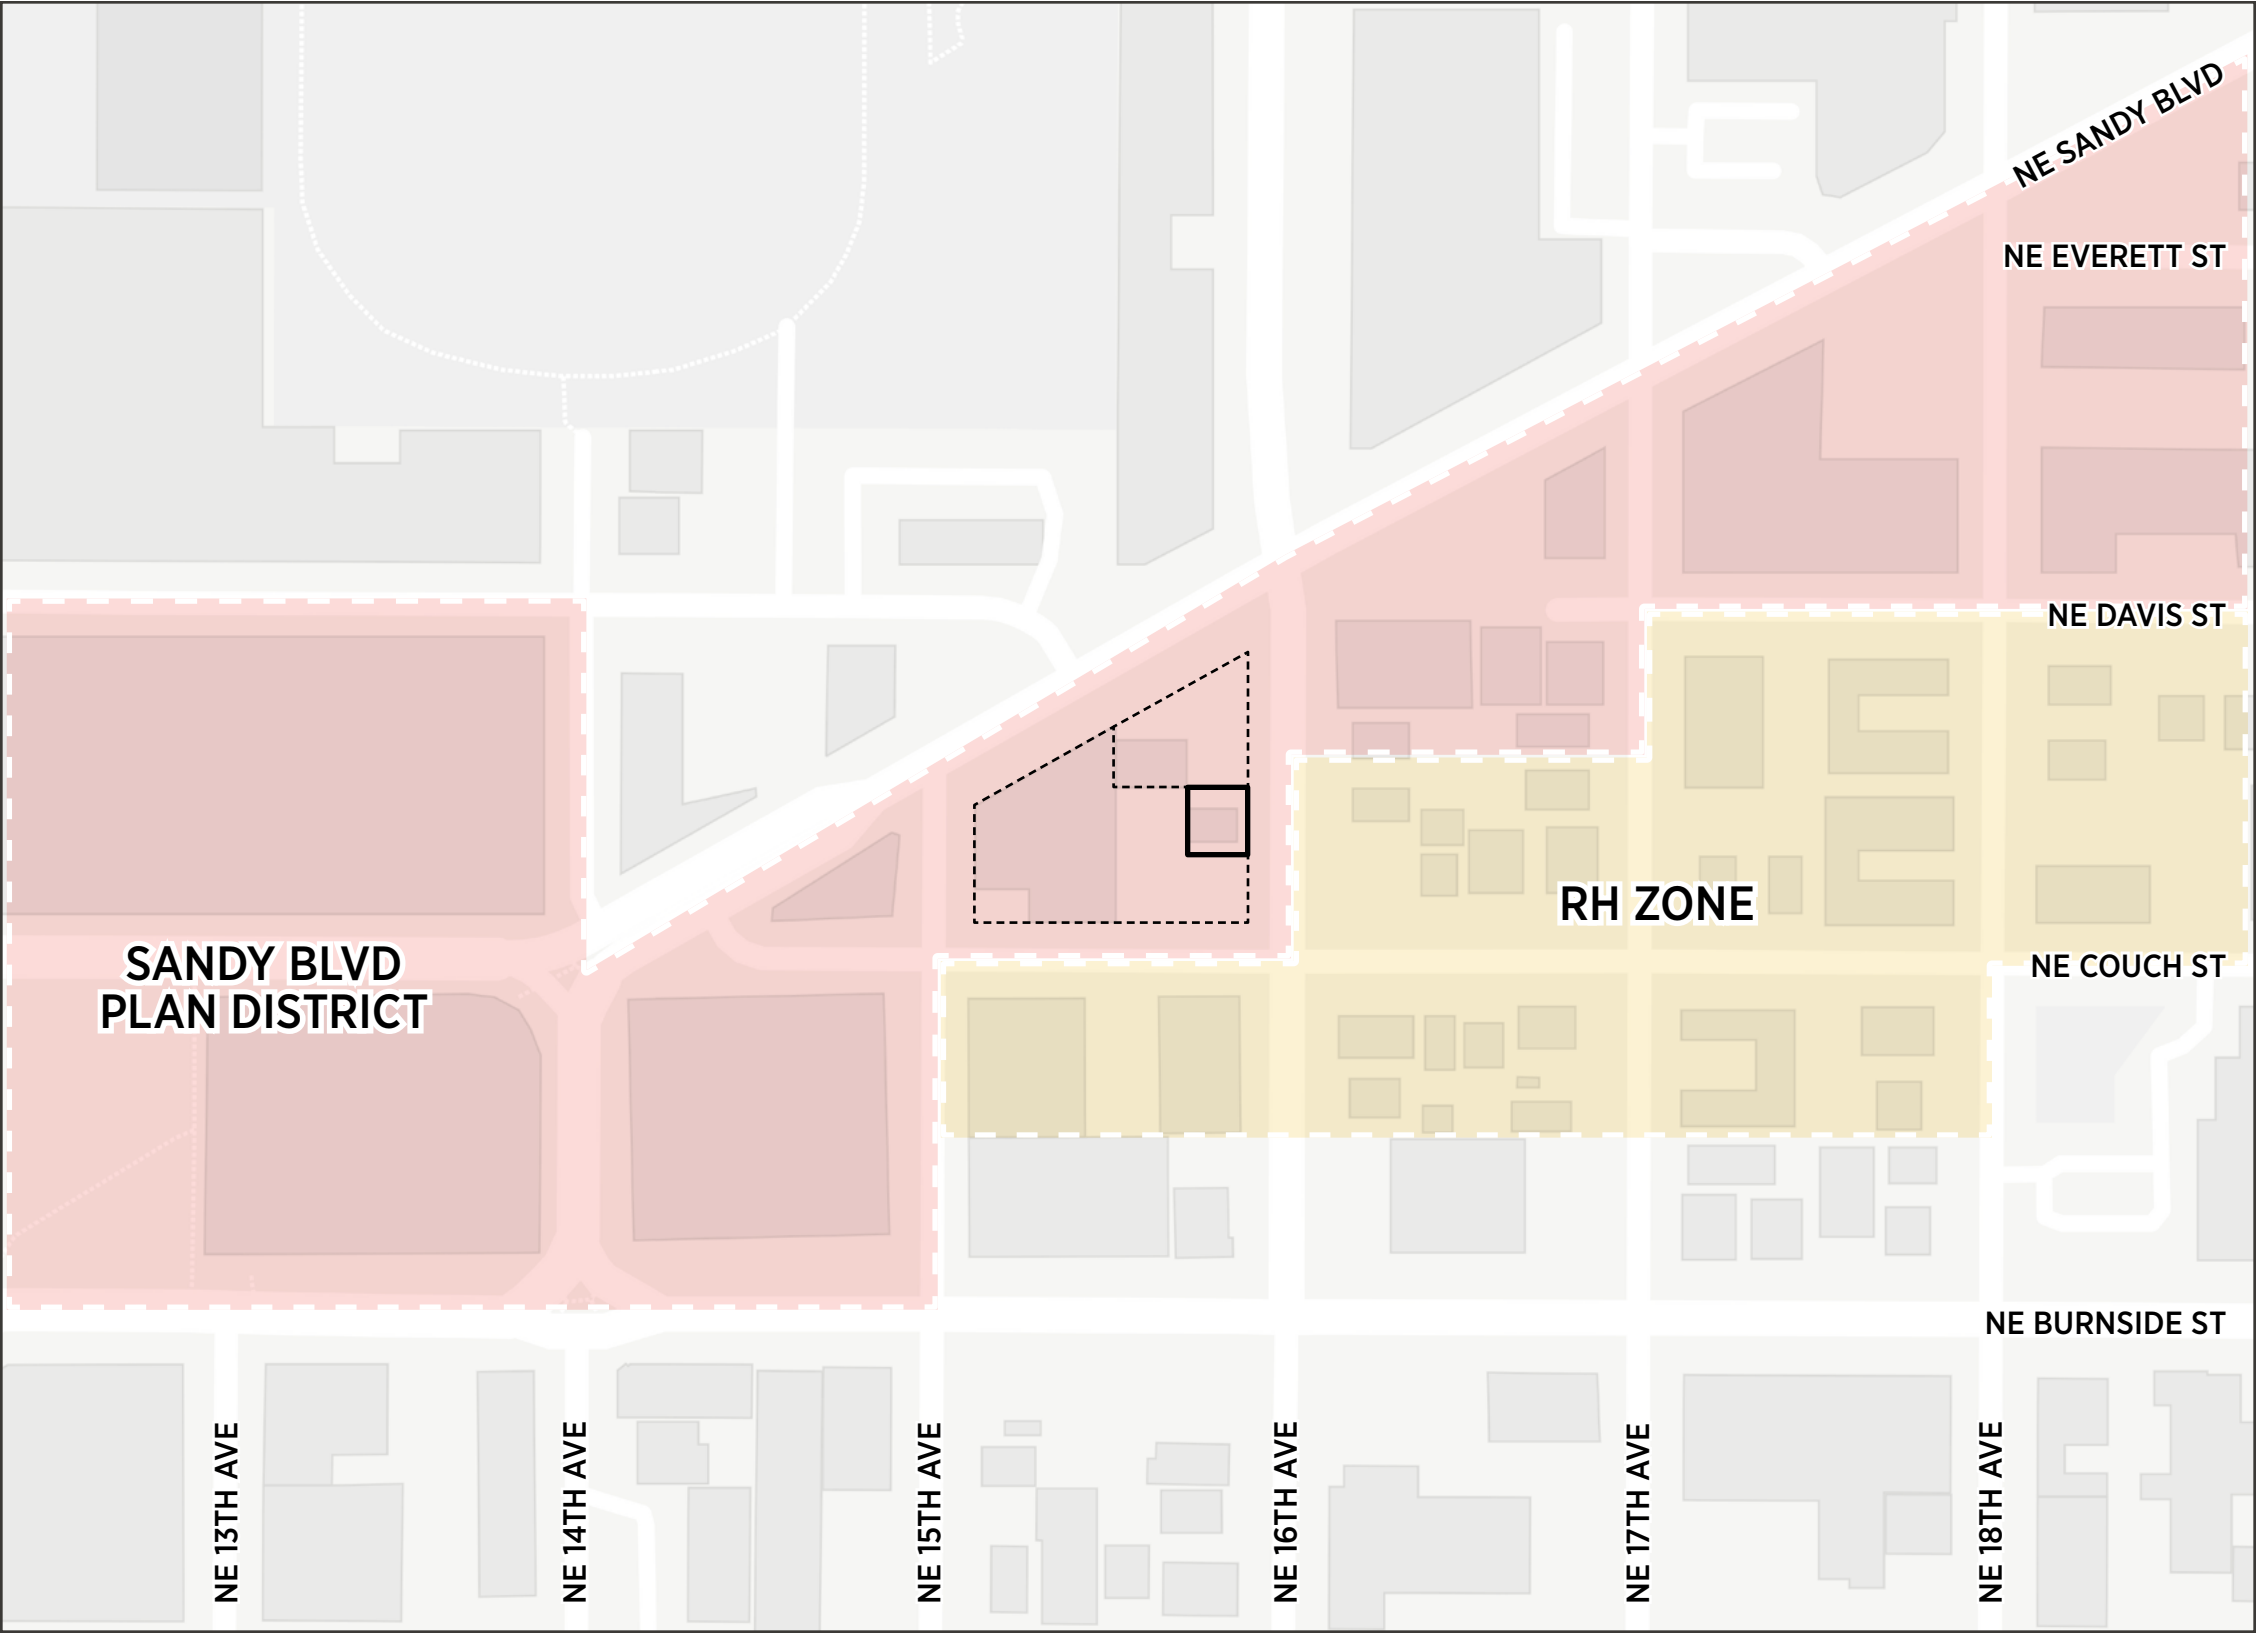 NE SANDY BLVD
NE EVERETT ST
NE DAVIS ST
RH ZONE
SANDY BLVD
PLAN DISTRICT
NE COUCH ST
NE BURNSIDE ST
NE 13TH AVE
NE 14TH AVE
NE 15TH AVE
NE 16TH AVE
NE 17TH AVE
NE 18TH AVE